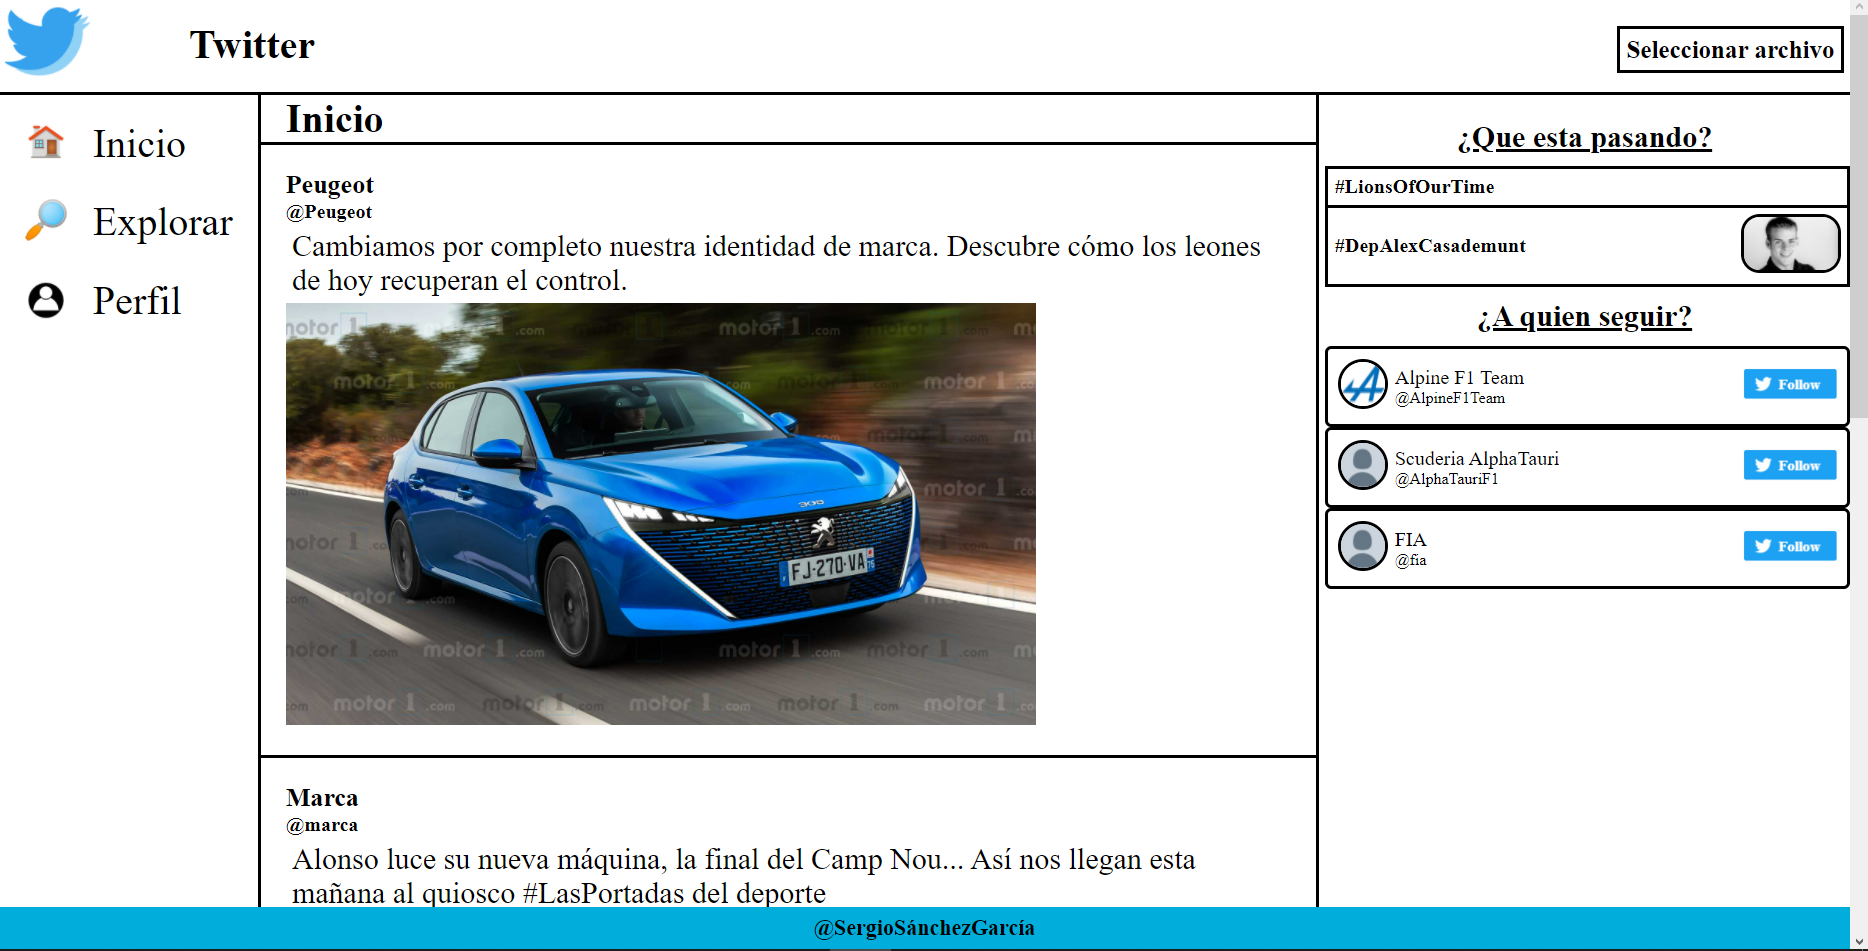 Twitter
Seleccionar archivo
Inicio
Explorar
Perfil
Inicio
Peugeot
@Peugeot
Cambiamos por completo nuestra identidad de marca. Descubre cómo los leones
de hoy recuperan el control.
motor1.com
308
FJ-270-VA
Marca
@marca
Alonso luce su nueva máquina, la final del Camp Nou... Así nos llegan esta
mañana al quiosco #LasPortadas del deporte
¿Que esta pasando?
#LionsOfOurTime
#DepAlexCasademunt
¿A quien seguir?
Alpine F1 Team
@AlpineF1Team
Follow
Scuderia AlphaTauri
@AlphaTauriF1
Follow
FIA
@fia
Follow
@SergioSánchezGarcía